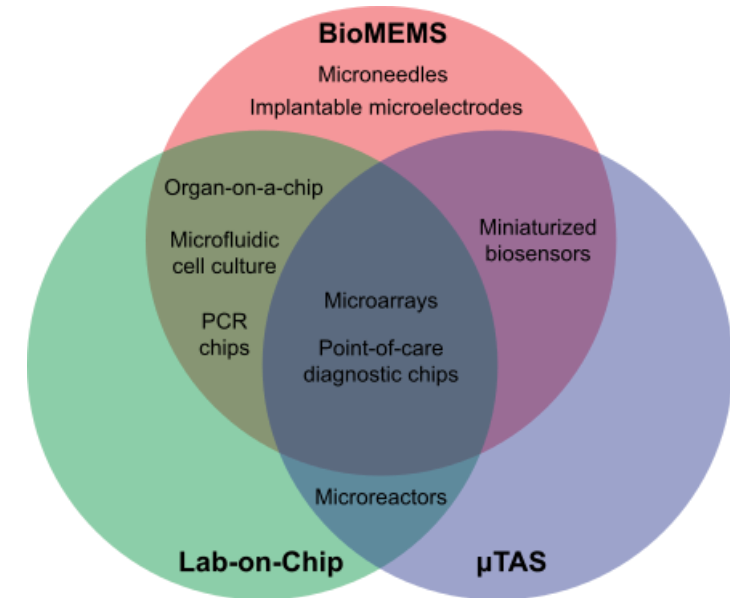 BioMEMS
Microneedles
Implantable microelectrodes
Organ-on-a-chip
Microfluidic
cell culture
PCR
chips
Miniaturized
biosensors
Microarrays
Point-of-care
diagnostic chips
Microreactors
Lab-on-Chip
µTAS